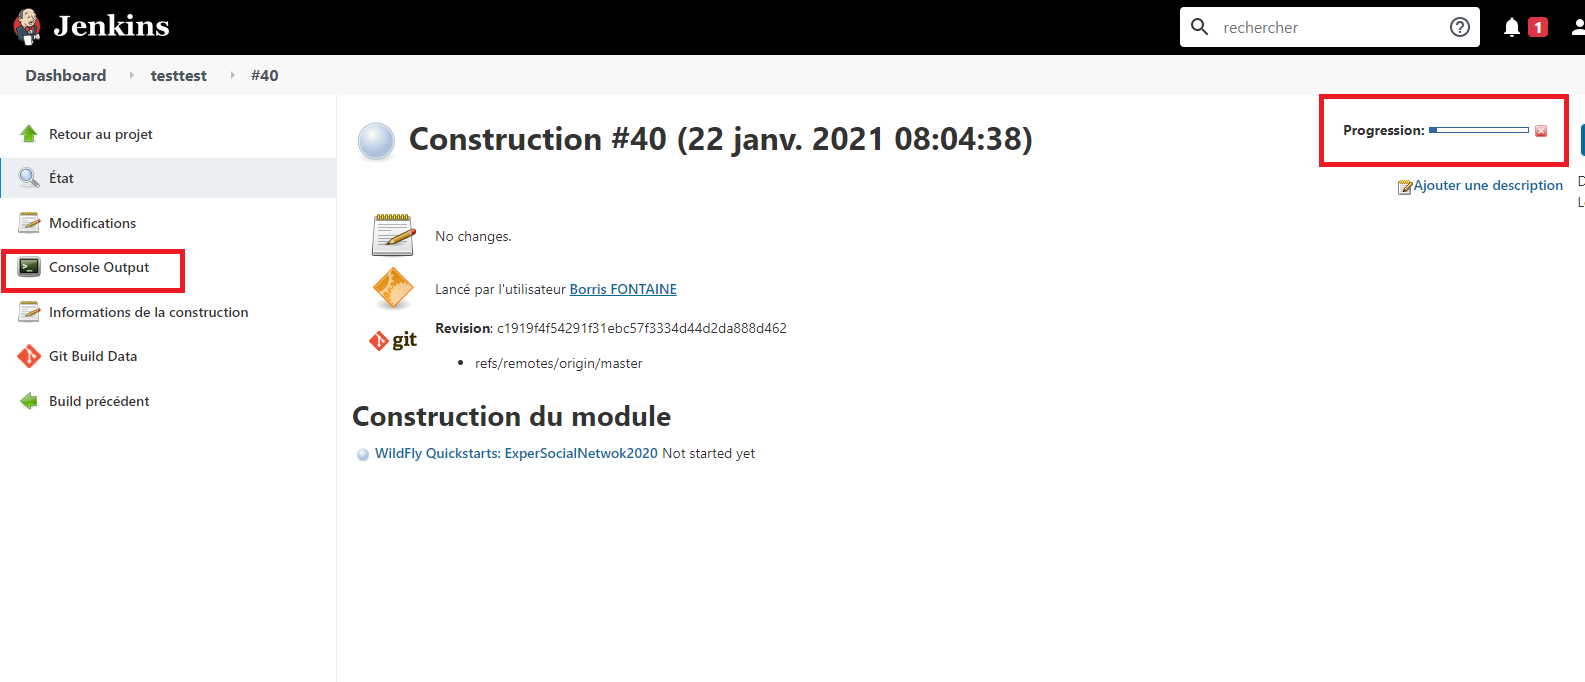 Jenkins
rechercher
1
Dashboard testtest #40
Retour au projet
État
Modifications
Console Output
Informations de la construction
Git Build Data
Build précédent
Construction #40 (22 janv. 2021 08:04:38)
Progression:
Ajouter une description
No changes.
Lancé par l'utilisateur Borris FONTAINE
git
Revision: c1919f4f54291f31ebc57f3334d44d2da888d462
refs/remotes/origin/master
Construction du module
WildFly Quickstarts: ExperSocialNetwok2020 Not started yet